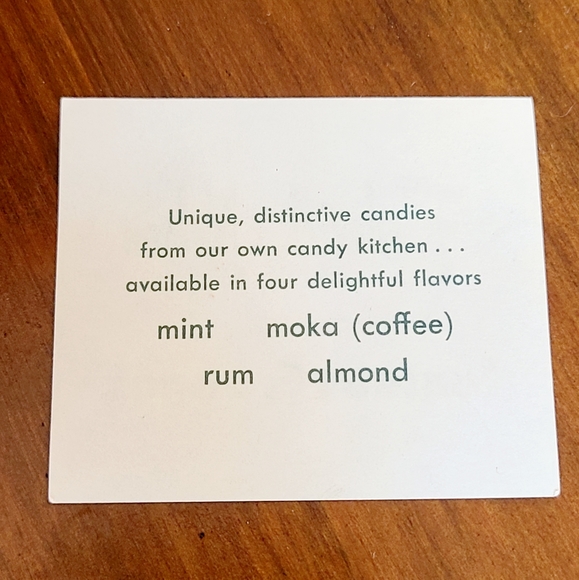 Unique, distinctive candies
from our own candy kitchen . . .
available in four delightful flavors
mint moka (coffee)
rum almond